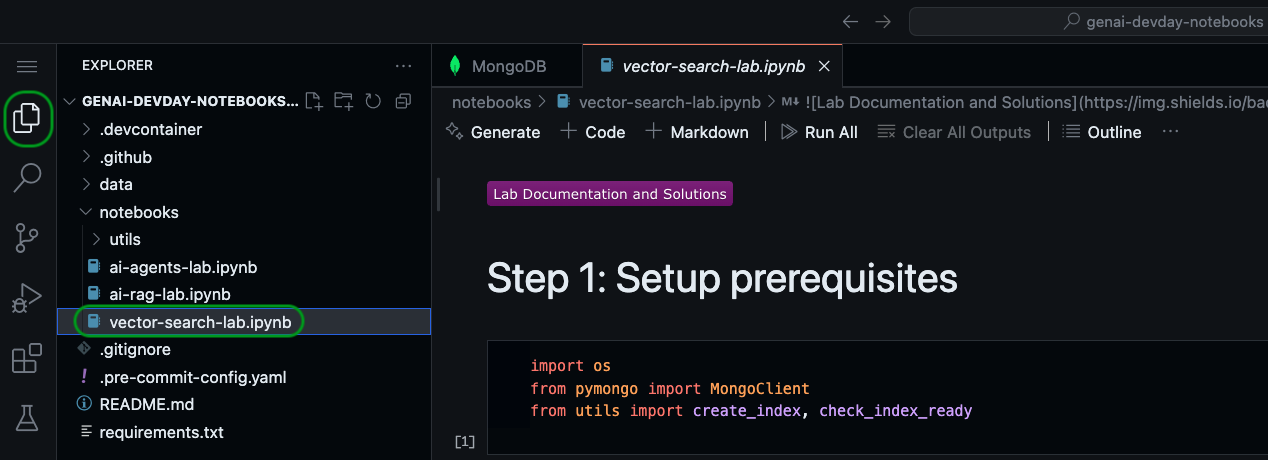 genai-devday-notebooks
EXPLORER
GENAI-DEVDAY-NOTEBOOKS...
.devcontainer
.github
data
notebooks
utils
ai-agents-lab.ipynb
ai-rag-lab.ipynb
vector-search-lab.ipynb
.gitignore
.pre-commit-config.yaml
README.md
requirements.txt
MongoDB
vector-search-lab.ipynb
notebooks > vector-search-lab.ipynb > M↓ ![Lab Documentation and Solutions](https://img.shields.io/bac
Generate + Code + Markdown Run All Clear All Outputs Outline ...
Lab Documentation and Solutions
Step 1: Setup prerequisites
import os
from pymongo import MongoClient
from utils import create_index, check_index_ready
[1]